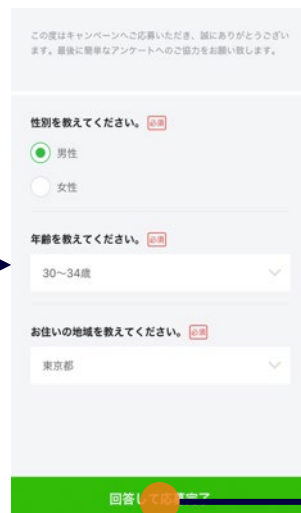 この度はキャンペーンへご応募いただき、誠にありがとうござい
ます。最後に簡単なアンケートへのご協力をお願い致します。
性別を教えてください。 必須
男性
女性
年齢を教えてください。 必須
30〜34歳
お住いの地域を教えてください。 必須
東京都
回答して応募完了